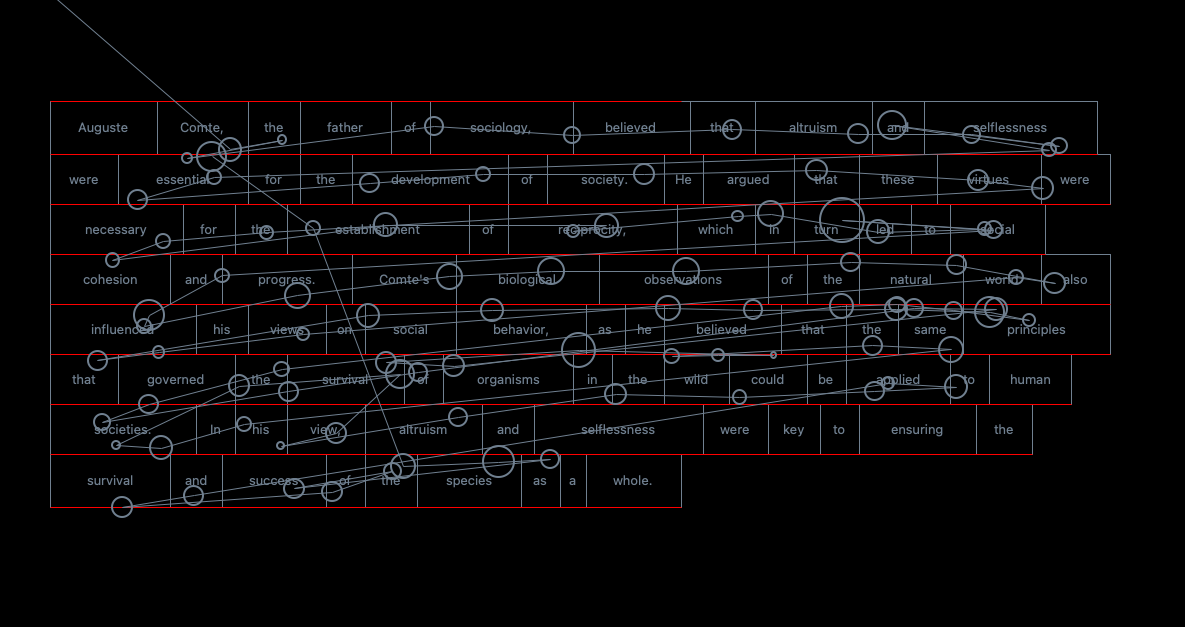 Auguste Comte, the father of sociology, believed that altruism and selflessness
were essential for the development of society. He argued that these virtues were
necessary for the establishment of reciprocity, which in turn led to social
cohesion and progress. Comte's biological observations of the natural world also
influenced his views on social behavior, as he believed that the same principles
that governed the survival of organisms in the wild could be applied to human
societies. In his view, altruism and selflessness were key to ensuring the
survival and success of the species as a whole.